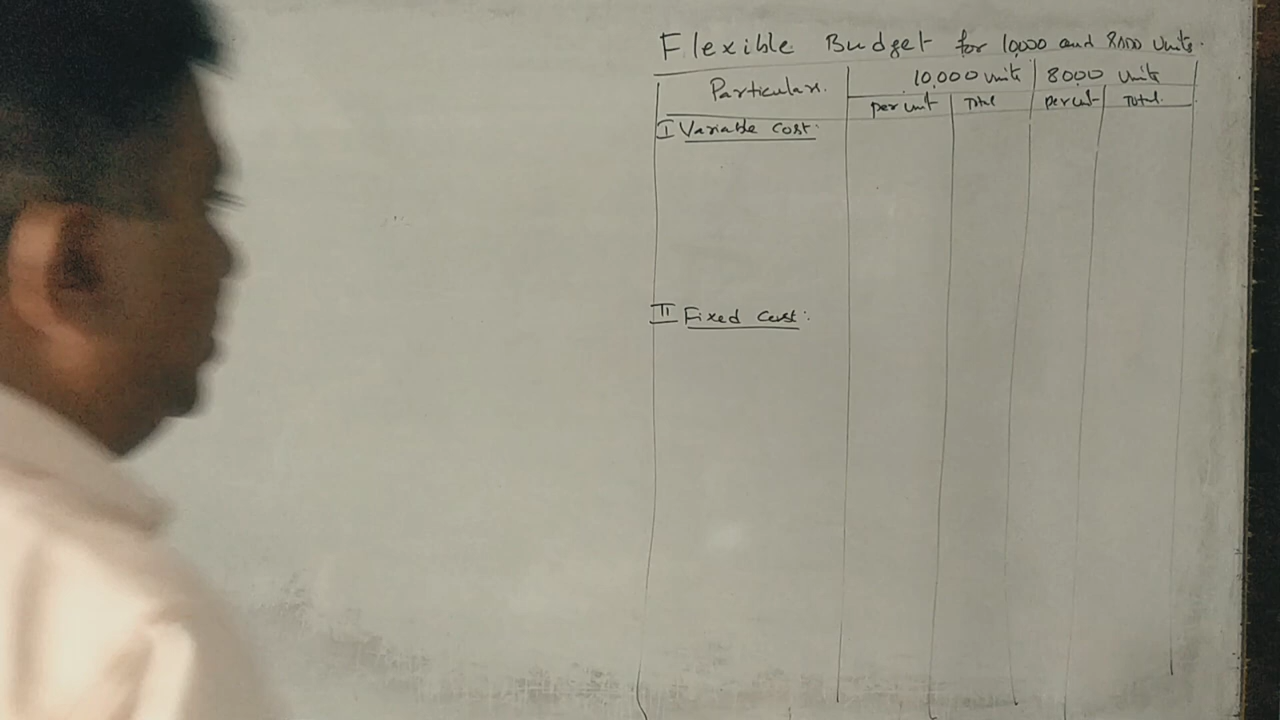 Flexible Budget for 10,000 and 8000 units.
Particulars. 10,000 units 8000 units
per unit Total per unit Total.
I Variable cost:
II Fixed cost: